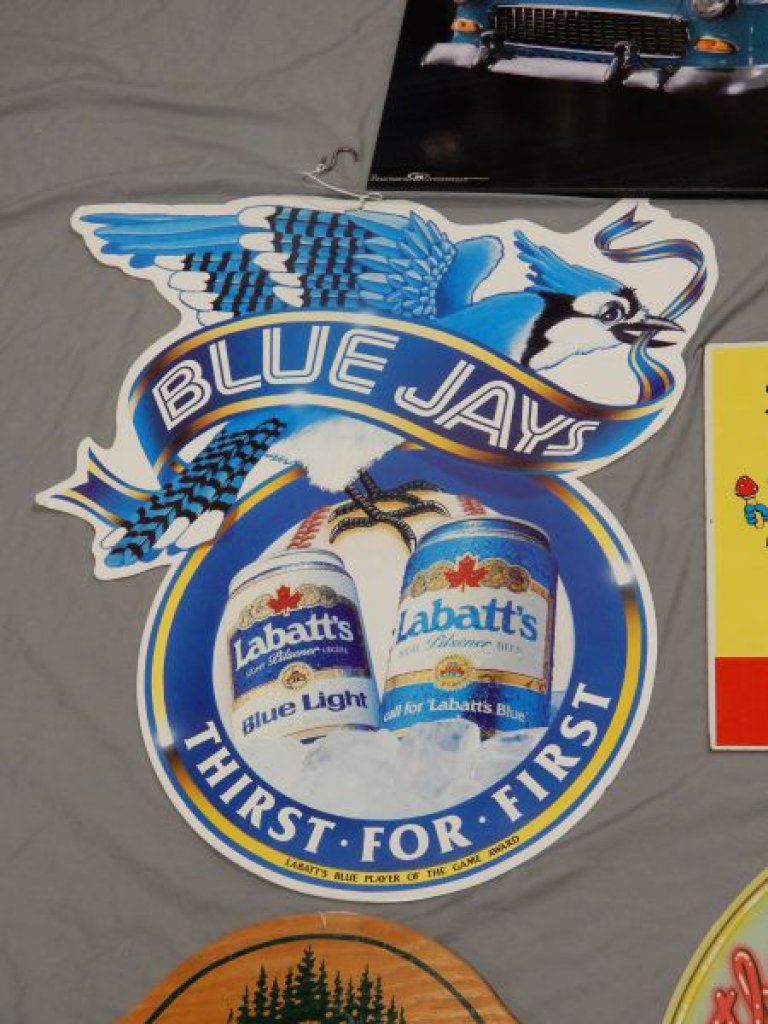 BLUE JAYS
Labatt's
Pilsener
Blue Light
Labatt's
Pilsener BEER
call for 'Labatt's Blue'
THIRST · FOR · FIRST
LABATT'S BLUE PLAYER OF THE GAME AWARD